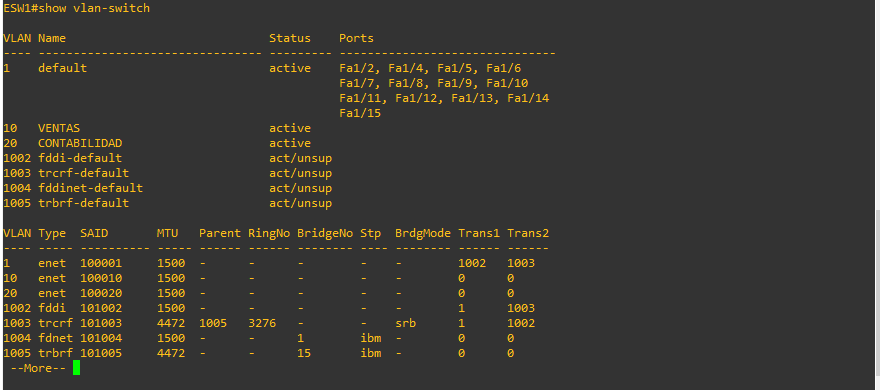 ESW1#show vlan-switch
VLAN Name                             Status    Ports
---- -------------------------------- --------- -------------------------------
1    default                          active    Fa1/2, Fa1/4, Fa1/5, Fa1/6
                                                Fa1/7, Fa1/8, Fa1/9, Fa1/10
                                                Fa1/11, Fa1/12, Fa1/13, Fa1/14
                                                Fa1/15
10   VENTAS                           active
20   CONTABILIDAD                     active
1002 fddi-default                     act/unsup
1003 trcrf-default                    act/unsup
1004 fddinet-default                  act/unsup
1005 trbrf-default                    act/unsup
VLAN Type  SAID       MTU   Parent RingNo BridgeNo Stp  BrdgMode Trans1 Trans2
---- ----- ---------- ----- ------ ------ -------- ---- -------- ------ ------
1    enet  100001     1500  -      -      -        -    -        1002   1003
10   enet  100010     1500  -      -      -        -    -        0      0
20   enet  100020     1500  -      -      -        -    -        0      0
1002 fddi  101002     1500  -      -      -        -    -        1      1003
1003 trcrf 101003     4472  1005   3276   -        -    srb      1      1002
1004 fdnet 101004     1500  -      -      1        ibm  -        0      0
1005 trbrf 101005     4472  -      -      15       ibm  -        0      0
 --More--